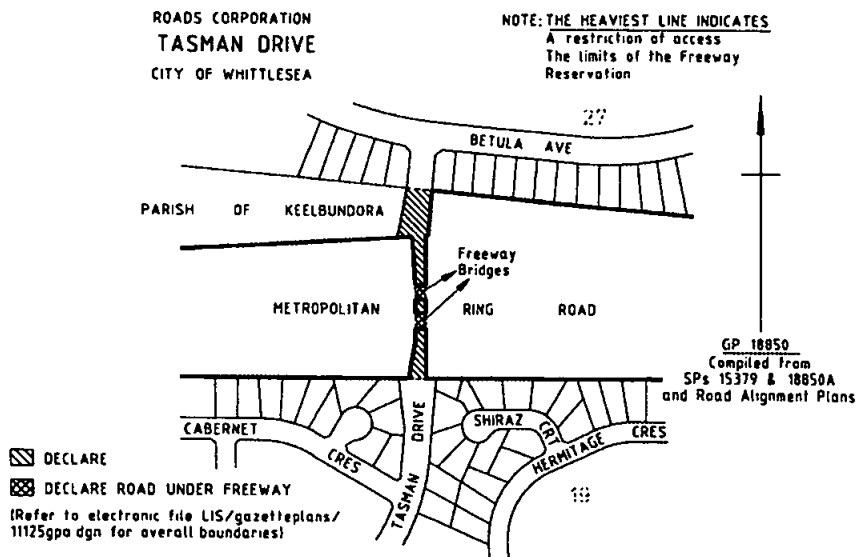 ROADS CORPORATION
TASMAN DRIVE
CITY OF WHITTLESEA
NOTE: THE HEAVIEST LINE INDICATES
A restriction of access
The limits of the Freeway
Reservation
27
BETULA AVE
PARISH OF KEELBUNDORA
Freeway
Bridges
METROPOLITAN RING ROAD
GP 18850
Compiled from
SPs 15379 & 18850A
and Road Alignment Plans
CABERNET
CRES
TASMAN DRIVE
SHIRAZ
CRT
HERMITAGE
CRES
19
DECLARE
DECLARE ROAD UNDER FREEWAY
(Refer to electronic file LIS/gazetteplans/
11125gpa dgn for overall boundaries)